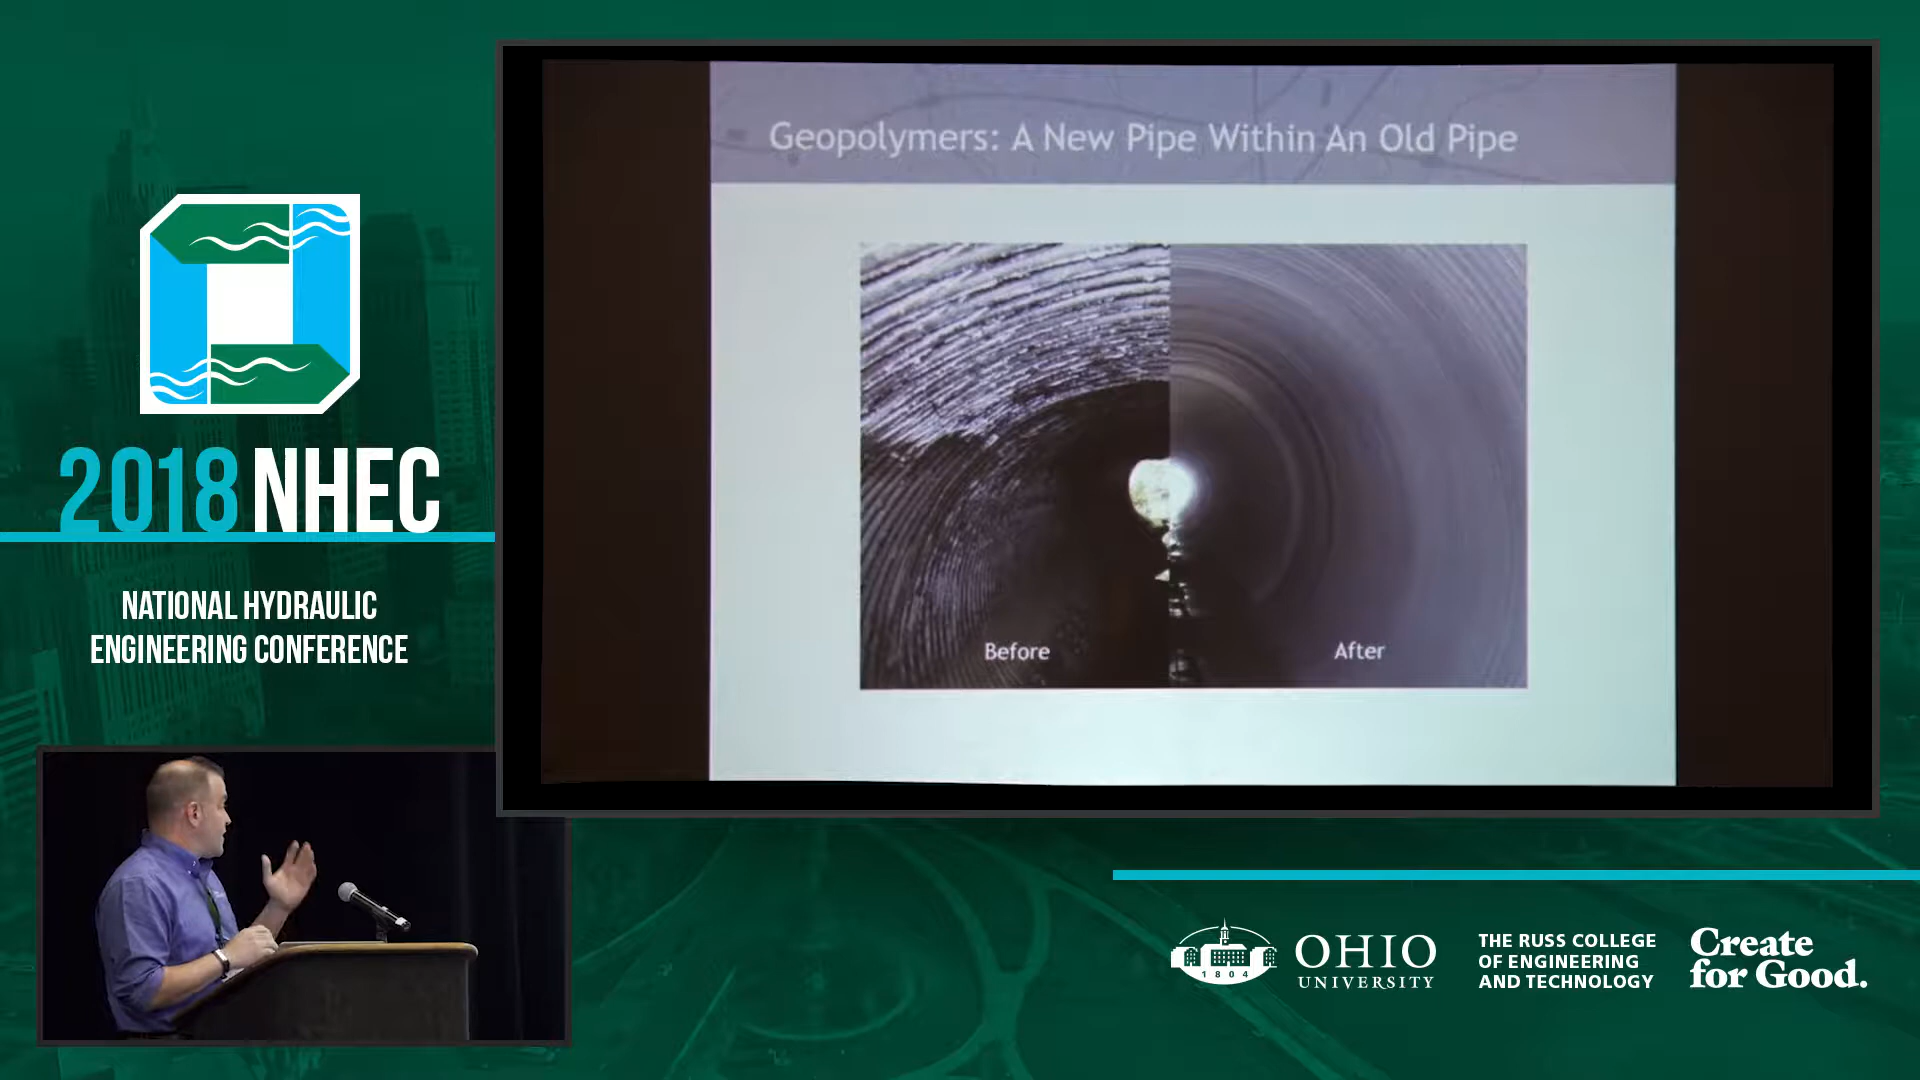 Geopolymers: A New Pipe Within An Old Pipe
Before
After
2018 NHEC
NATIONAL HYDRAULIC
ENGINEERING CONFERENCE
1804
OHIO
UNIVERSITY
THE RUSS COLLEGE
OF ENGINEERING
AND TECHNOLOGY
Create
for Good.